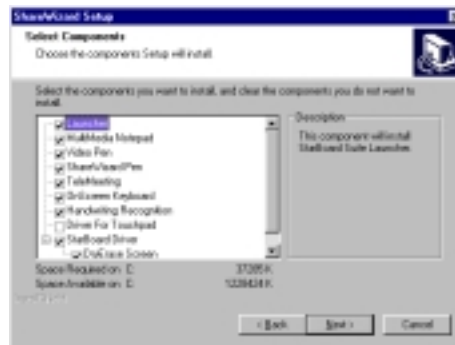 ShareWizard Setup
Select Components
Choose the components Setup will install.
Select the components you want to install, and clear the components you do not want to
install.
Launcher
MultiMedia Notepad
Video Pen
ShareWizard Pen
TeleMeeting
OnScreen Keyboard
Handwriting Recognition
Driver For Touchpad
StarBoard Driver
DryErase Screen
Description
This component will install
StarBoard Suite Launcher.
Space Required on C:
Space Available on C:
< Back
Next >
Cancel